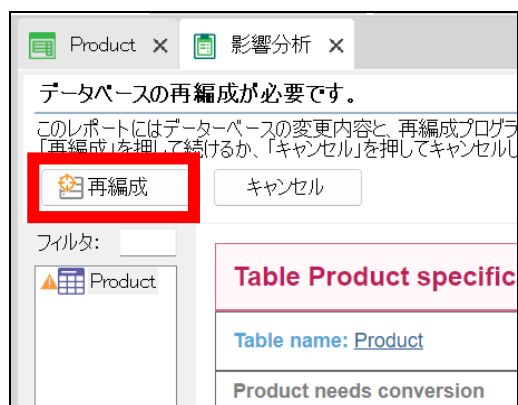 Product × 影響分析 ×
データベースの再編成が必要です。
このレポートにはデーターベースの変更内容と、再編成プログラ
「再編成」を押して続けるか、「キャンセル」を押してキャンセルし
再編成 キャンセル
フィルタ:
Product
Table Product specific
Table name: Product
Product needs conversion